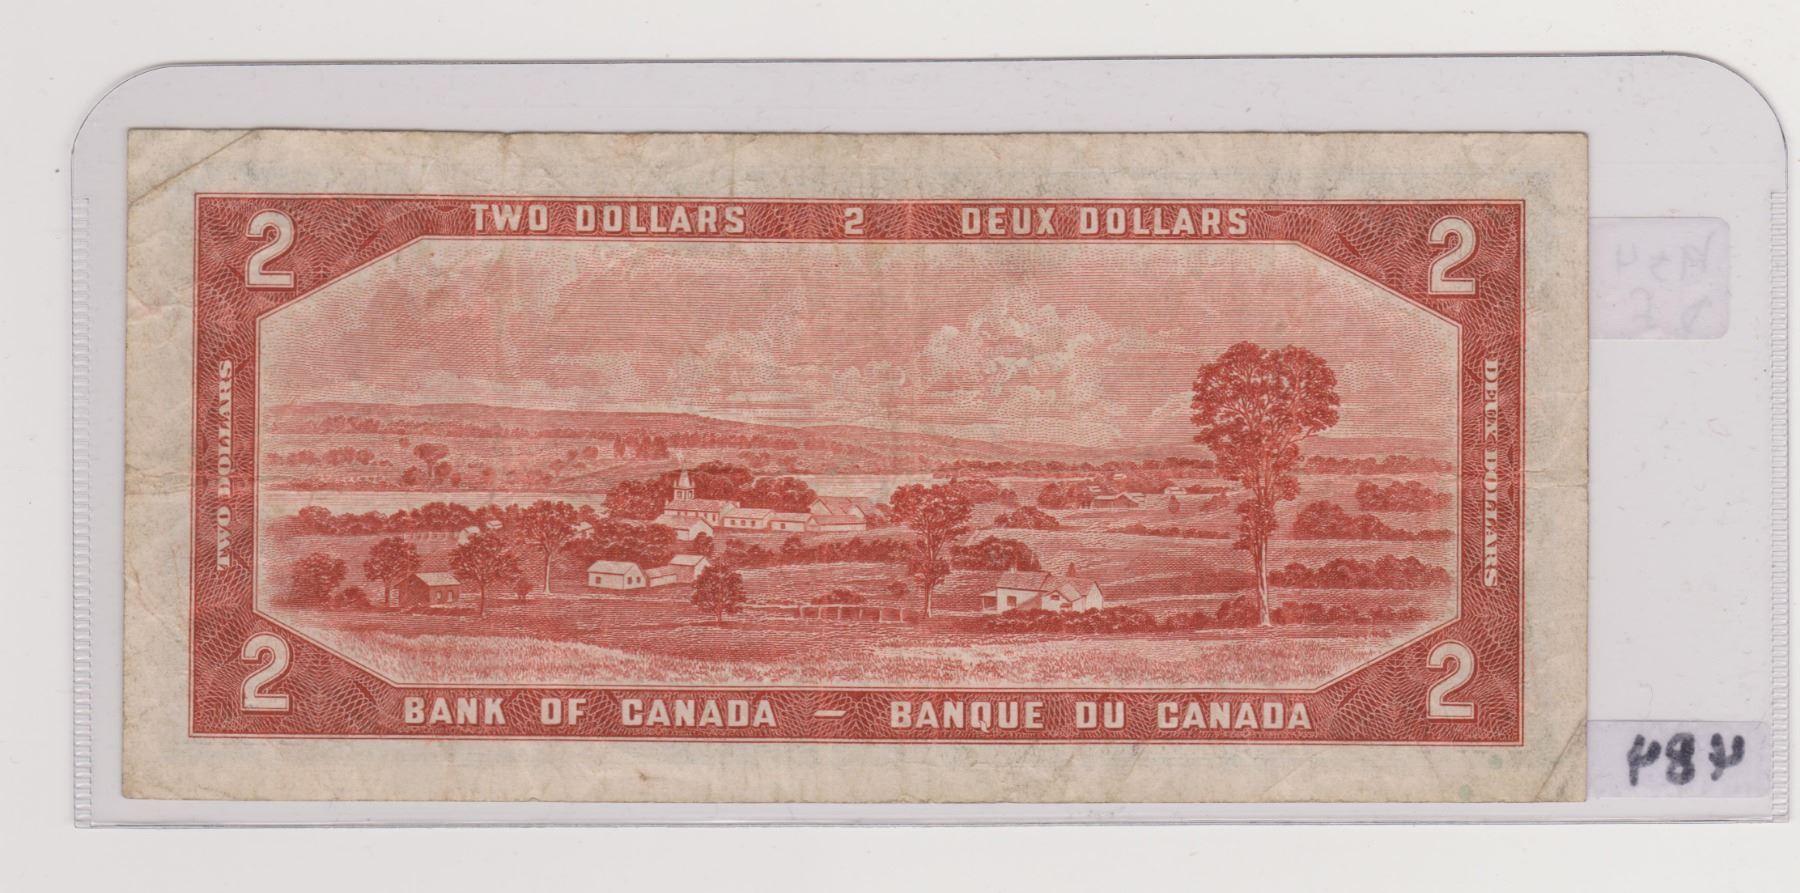 2 TWO DOLLARS 2 DEUX DOLLARS 2
TWO DOLLARS
DEUX DOLLARS
2 BANK OF CANADA — BANQUE DU CANADA 2